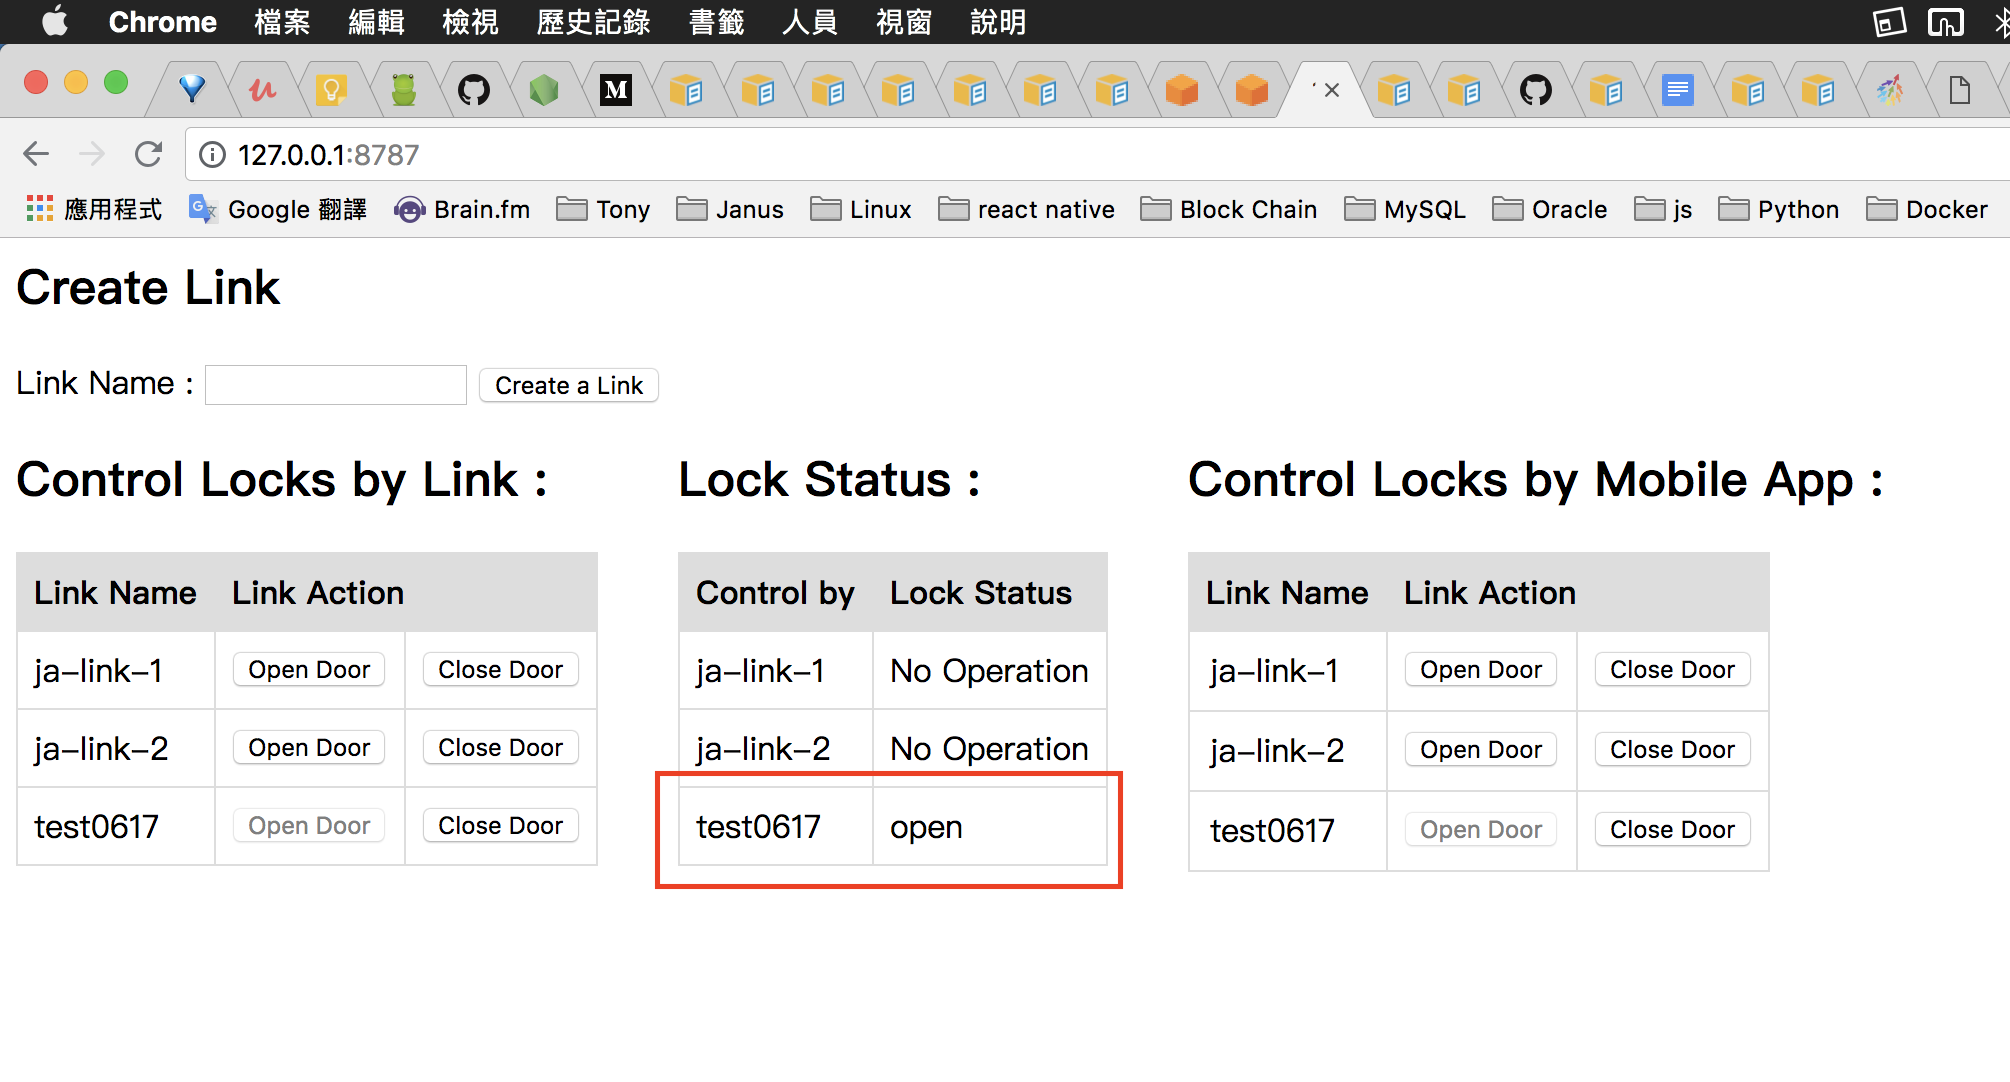 Chrome 檔案 編輯 檢視 歷史記錄 書籤 人員 視窗 說明
127.0.0.1:8787
應用程式 Google 翻譯 Brain.fm Tony Janus Linux react native Block Chain MySQL Oracle js Python Docker
Create Link
Link Name : Create a Link
Control Locks by Link : Lock Status : Control Locks by Mobile App :
Link Name Link Action Control by Lock Status Link Name Link Action
ja-link-1 Open Door Close Door ja-link-1 No Operation ja-link-1 Open Door Close Door
ja-link-2 Open Door Close Door ja-link-2 No Operation ja-link-2 Open Door Close Door
test0617 Open Door Close Door test0617 open test0617 Open Door Close Door